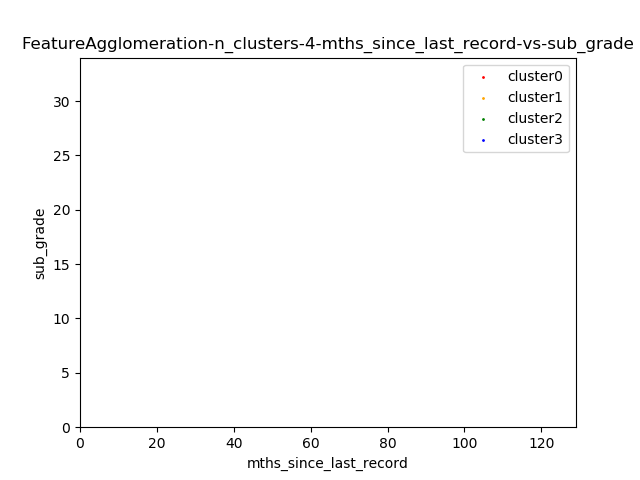 FeatureAgglomeration-n_clusters-4-mths_since_last_record-vs-sub_grade
cluster0
cluster1
cluster2
cluster3
30
25
20
15
10
5
0
sub_grade
0 20 40 60 80 100 120
mths_since_last_record